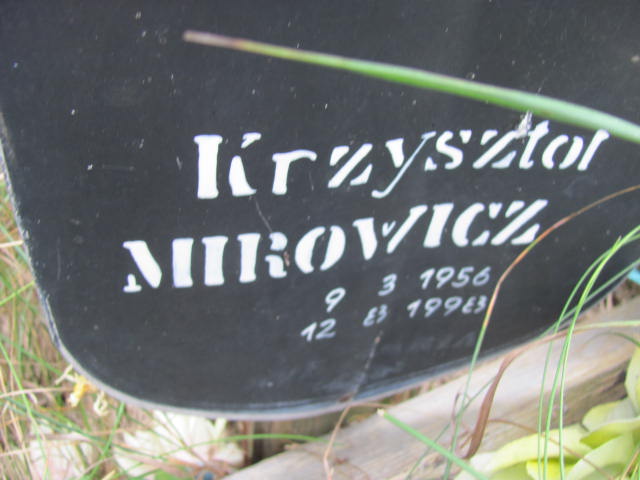 Krzysztof
MIROWICZ
9 3 1956
12 8 1998